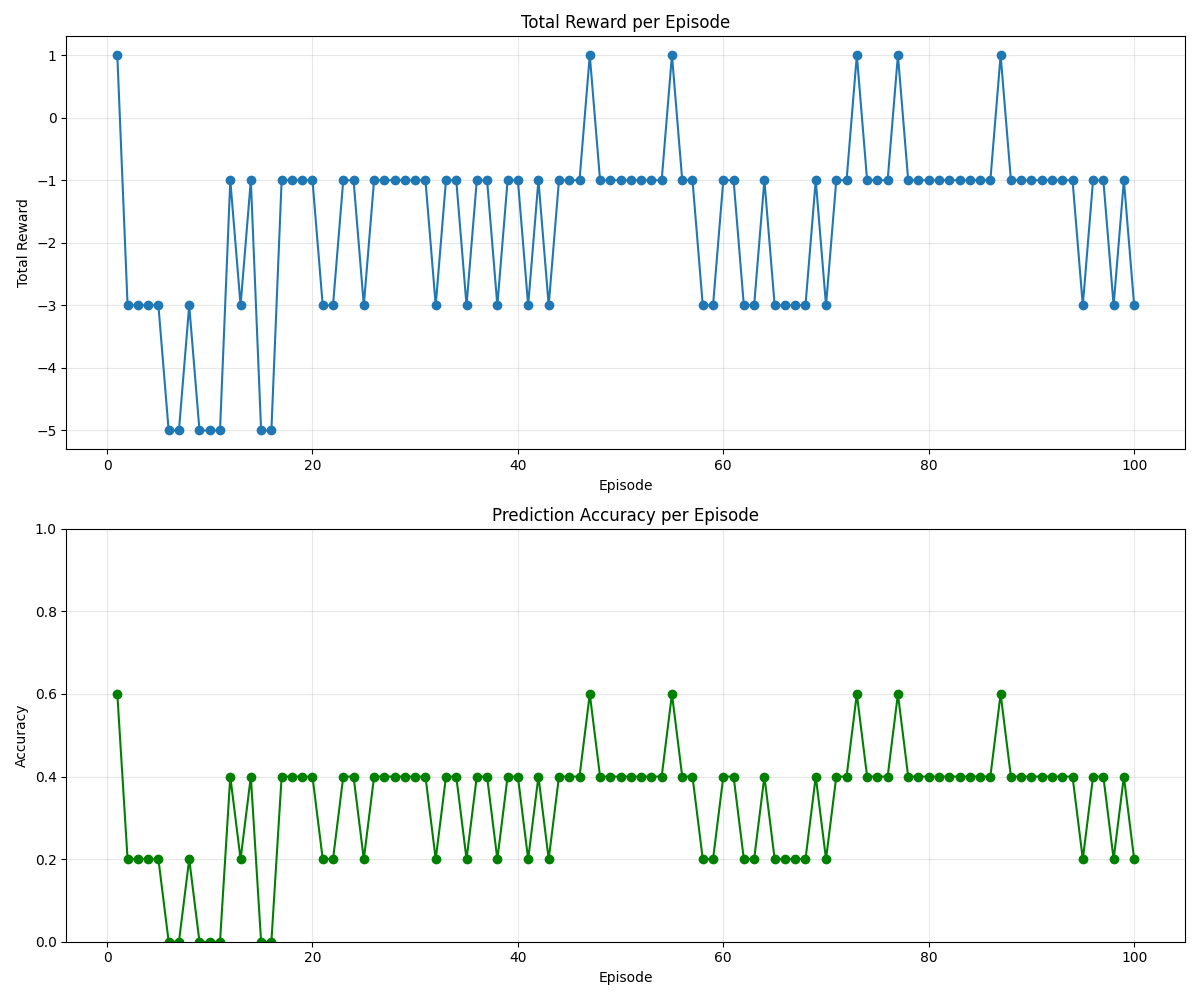 Total Reward per Episode
1
0
−1
−2
−3
−4
−5
Total Reward
0 20 40 60 80 100
Episode
Prediction Accuracy per Episode
1.0
0.8
0.6
0.4
0.2
0.0
Accuracy
0 20 40 60 80 100
Episode